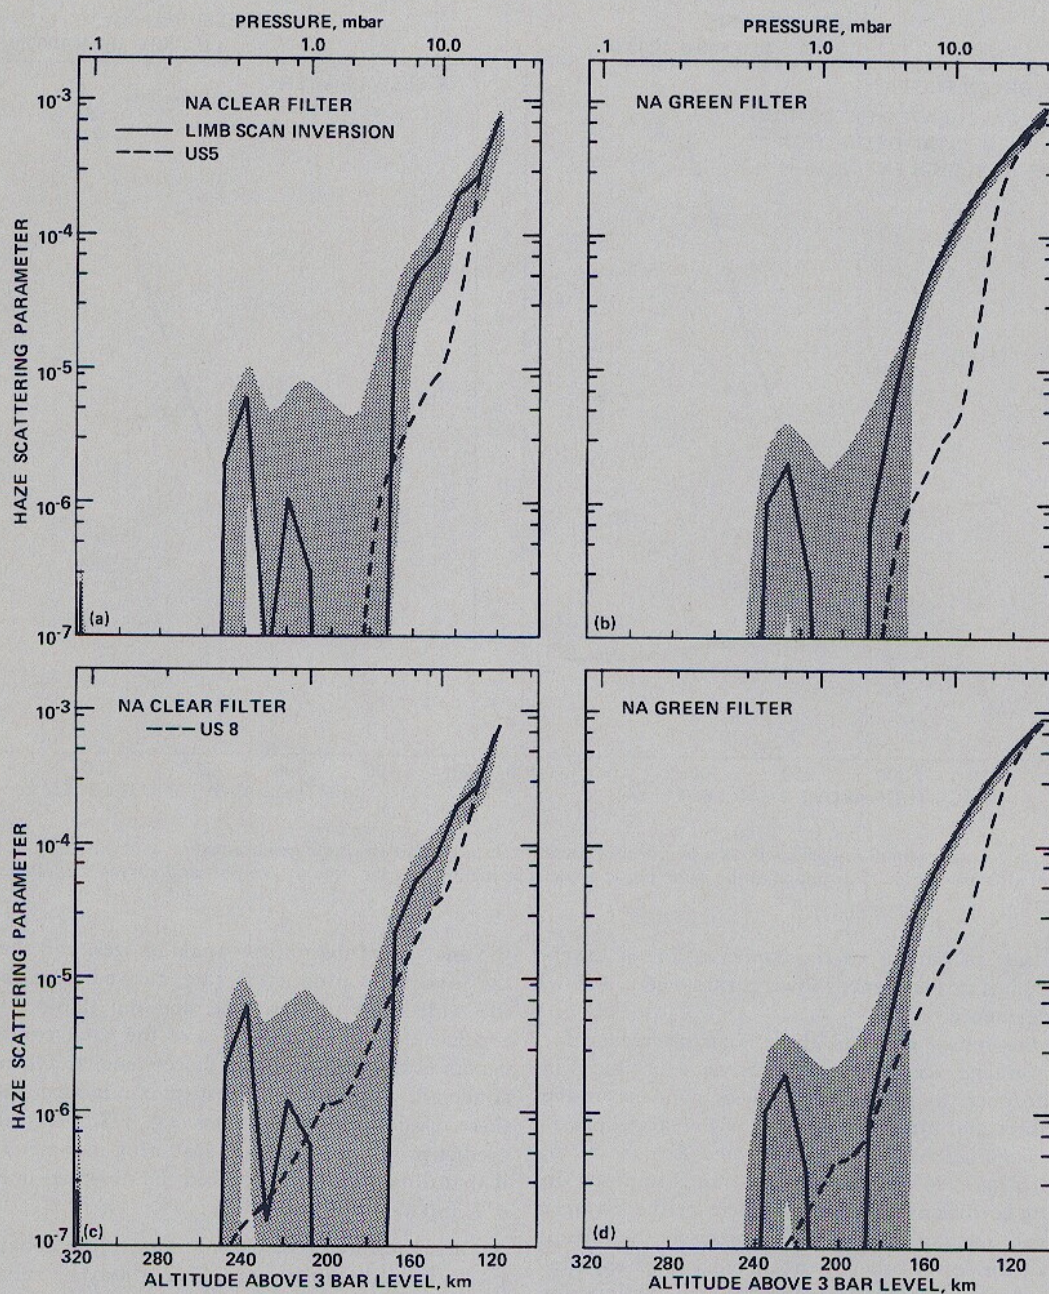 PRESSURE, mbar
.1 1.0 10.0
PRESSURE, mbar
.1 1.0 10.0
HAZE SCATTERING PARAMETER
10-3
10-4
10-5
10-6
10-7
NA CLEAR FILTER
LIMB SCAN INVERSION
US5
(a)
NA GREEN FILTER
(b)
HAZE SCATTERING PARAMETER
10-3
10-4
10-5
10-6
10-7
NA CLEAR FILTER
US 8
(c)
NA GREEN FILTER
(d)
320 280 240 200 160 120
ALTITUDE ABOVE 3 BAR LEVEL, km
320 280 240 200 160 120
ALTITUDE ABOVE 3 BAR LEVEL, km